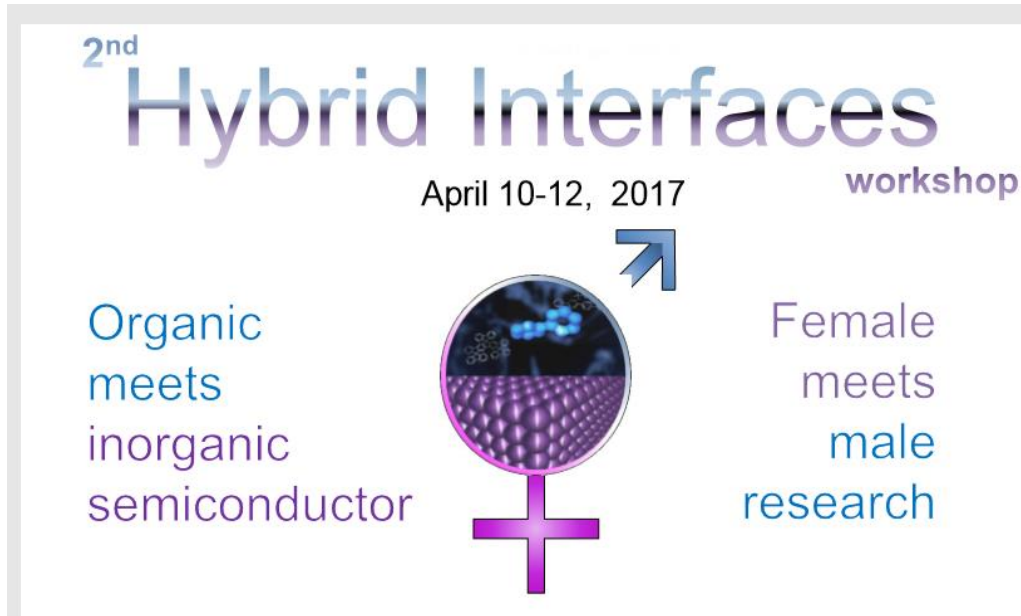 2nd
Hybrid Interfaces
workshop
April 10-12, 2017
Organic
meets
inorganic
semiconductor
Female
meets
male
research